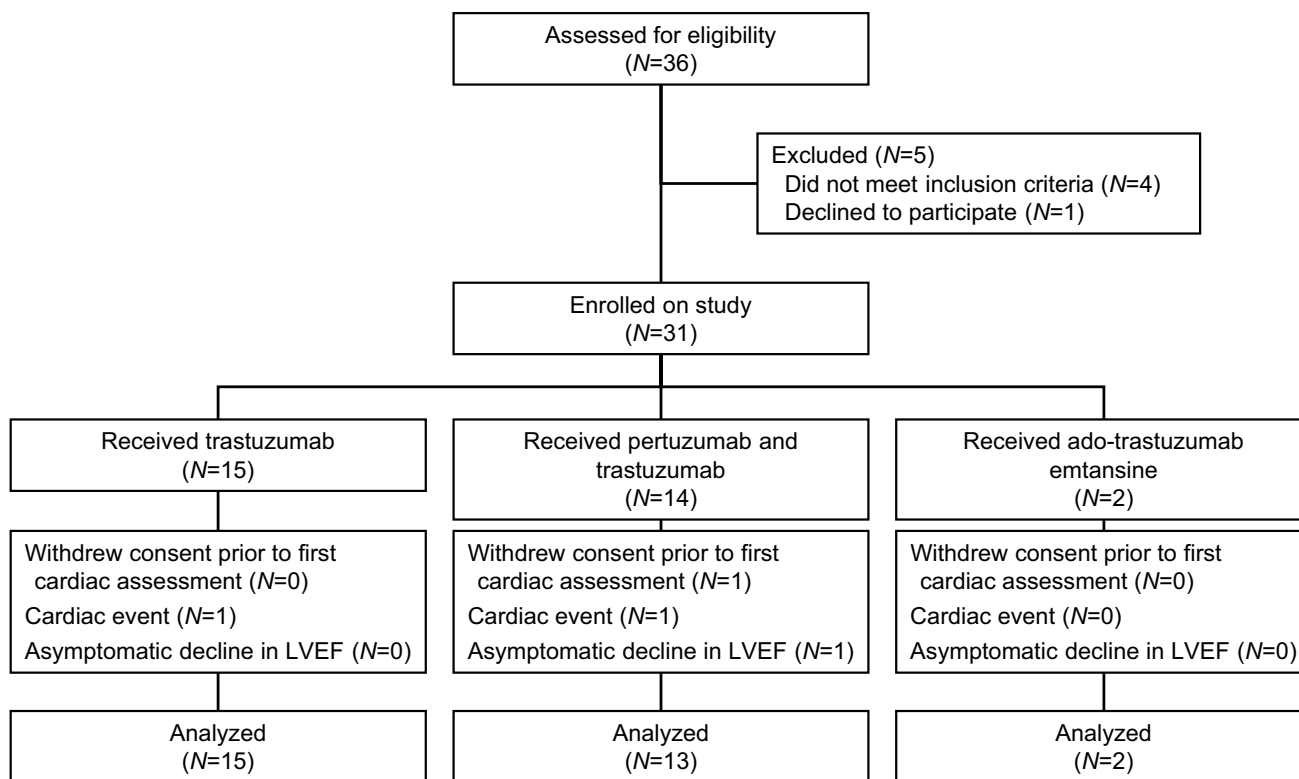 Assessed for eligibility
(N=36)
Excluded (N=5)
Did not meet inclusion criteria (N=4)
Declined to participate (N=1)
Enrolled on study
(N=31)
Received trastuzumab
(N=15)
Received pertuzumab and
trastuzumab
(N=14)
Received ado-trastuzumab
emtansine
(N=2)
Withdrew consent prior to first
cardiac assessment (N=0)
Cardiac event (N=1)
Asymptomatic decline in LVEF (N=0)
Withdrew consent prior to first
cardiac assessment (N=1)
Cardiac event (N=1)
Asymptomatic decline in LVEF (N=1)
Withdrew consent prior to first
cardiac assessment (N=0)
Cardiac event (N=0)
Asymptomatic decline in LVEF (N=0)
Analyzed
(N=15)
Analyzed
(N=13)
Analyzed
(N=2)